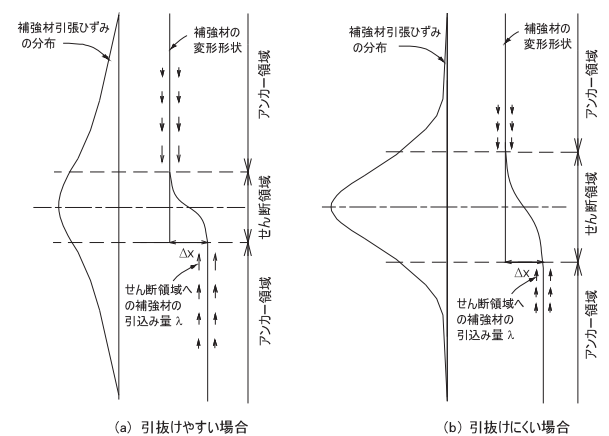 補強材引張ひずみ
の分布
補強材の
変形形状
アンカー領域
せん断領域
アンカー領域
Δx
せん断領域へ
の補強材の
引込み量 λ
(a) 引抜けやすい場合
補強材引張ひずみ
の分布
補強材の
変形形状
アンカー領域
せん断領域
アンカー領域
Δx
せん断領域へ
の補強材の
引込み量 λ
(b) 引抜けにくい場合